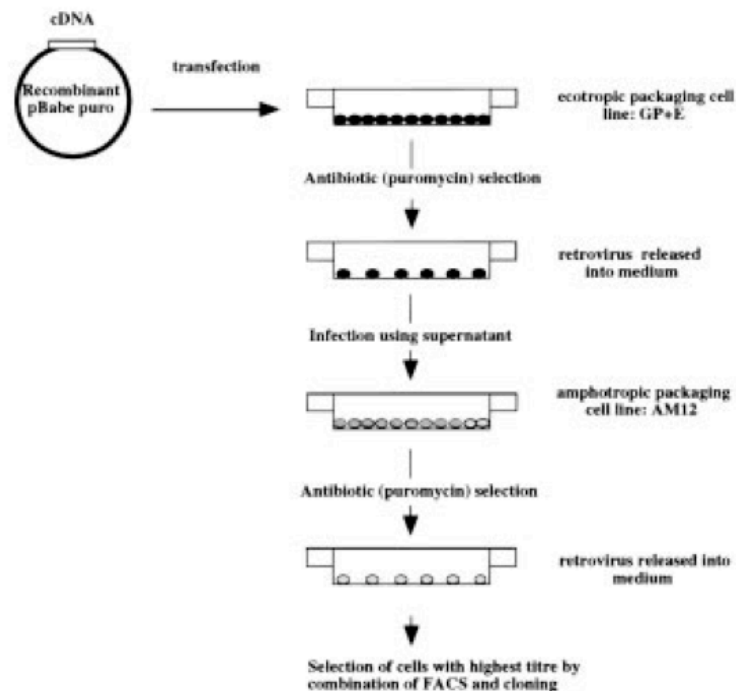 cDNA
Recombinant
pBabe puro
transfection
ecotropic packaging cell
line: GP+E
Antibiotic (puromycin) selection
retrovirus released
into medium
Infection using supernatant
amphotropic packaging
cell line: AM12
Antibiotic (puromycin) selection
retrovirus released into
medium
Selection of cells with highest titre by
combination of FACS and cloning